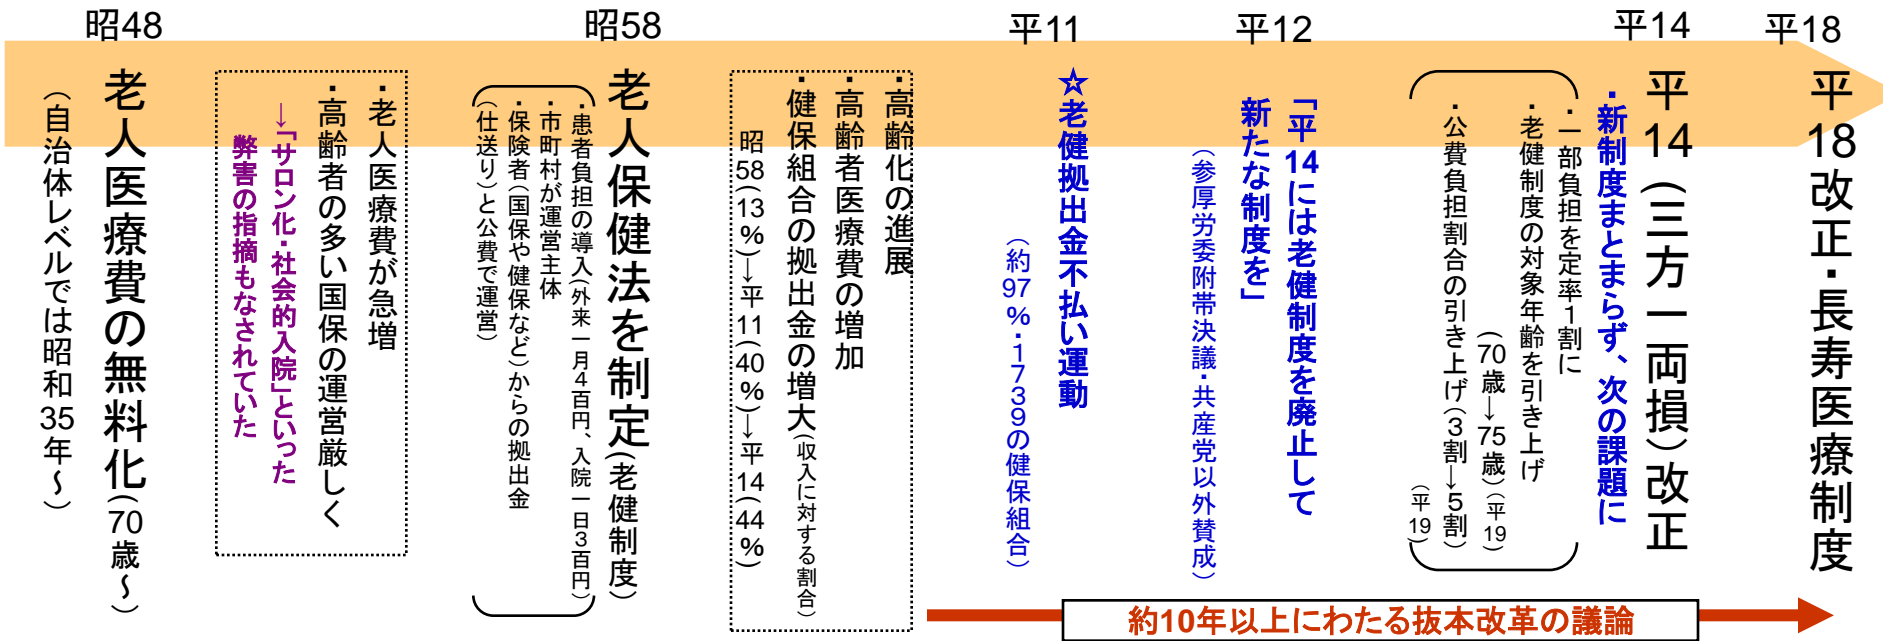 昭48
昭58
平11
平12
平14
平18
老人医療費の無料化(70歳～)
（自治体レベルでは昭和35年～）
・老人医療費が急増
・高齢者の多い国保の運営厳しく
→「サロン化・社会的入院」といった
弊害の指摘もなされていた
老人保健法を制定(老健制度)
・患者負担の導入(外来一月4百円、入院一日3百円)
・市町村が運営主体
・保険者(国保や健保など)からの拠出金
(仕送り)と公費で運営
・高齢化の進展
・高齢者医療費の増加
・健保組合の拠出金の増大(収入に対する割合)
昭58(13%)→平11(40%)→平14(44%)
☆老健拠出金不払い運動
（約97%・1739の健保組合）
「平14には老健制度を廃止して
新たな制度を」
（参厚労委附帯決議・共産党以外賛成）
平14(三方一両損)改正
・新制度まとまらず、次の課題に
・一部負担を定率1割に
・老健制度の対象年齢を引き上げ
(70歳→75歳)(平19)
・公費負担割合の引き上げ(3割→5割)
(平19)
平18改正・長寿医療制度
約10年以上にわたる抜本改革の議論